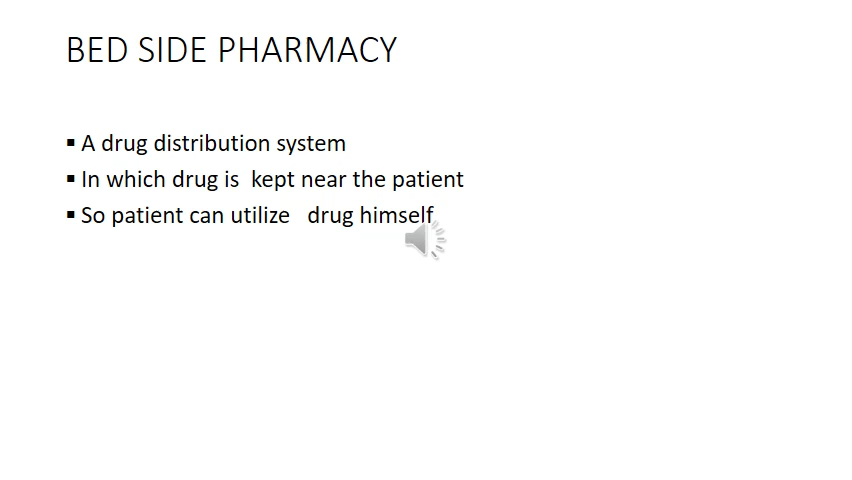 BED SIDE PHARMACY
▪ A drug distribution system
▪ In which drug is  kept near the patient
▪ So patient can utilize   drug himself